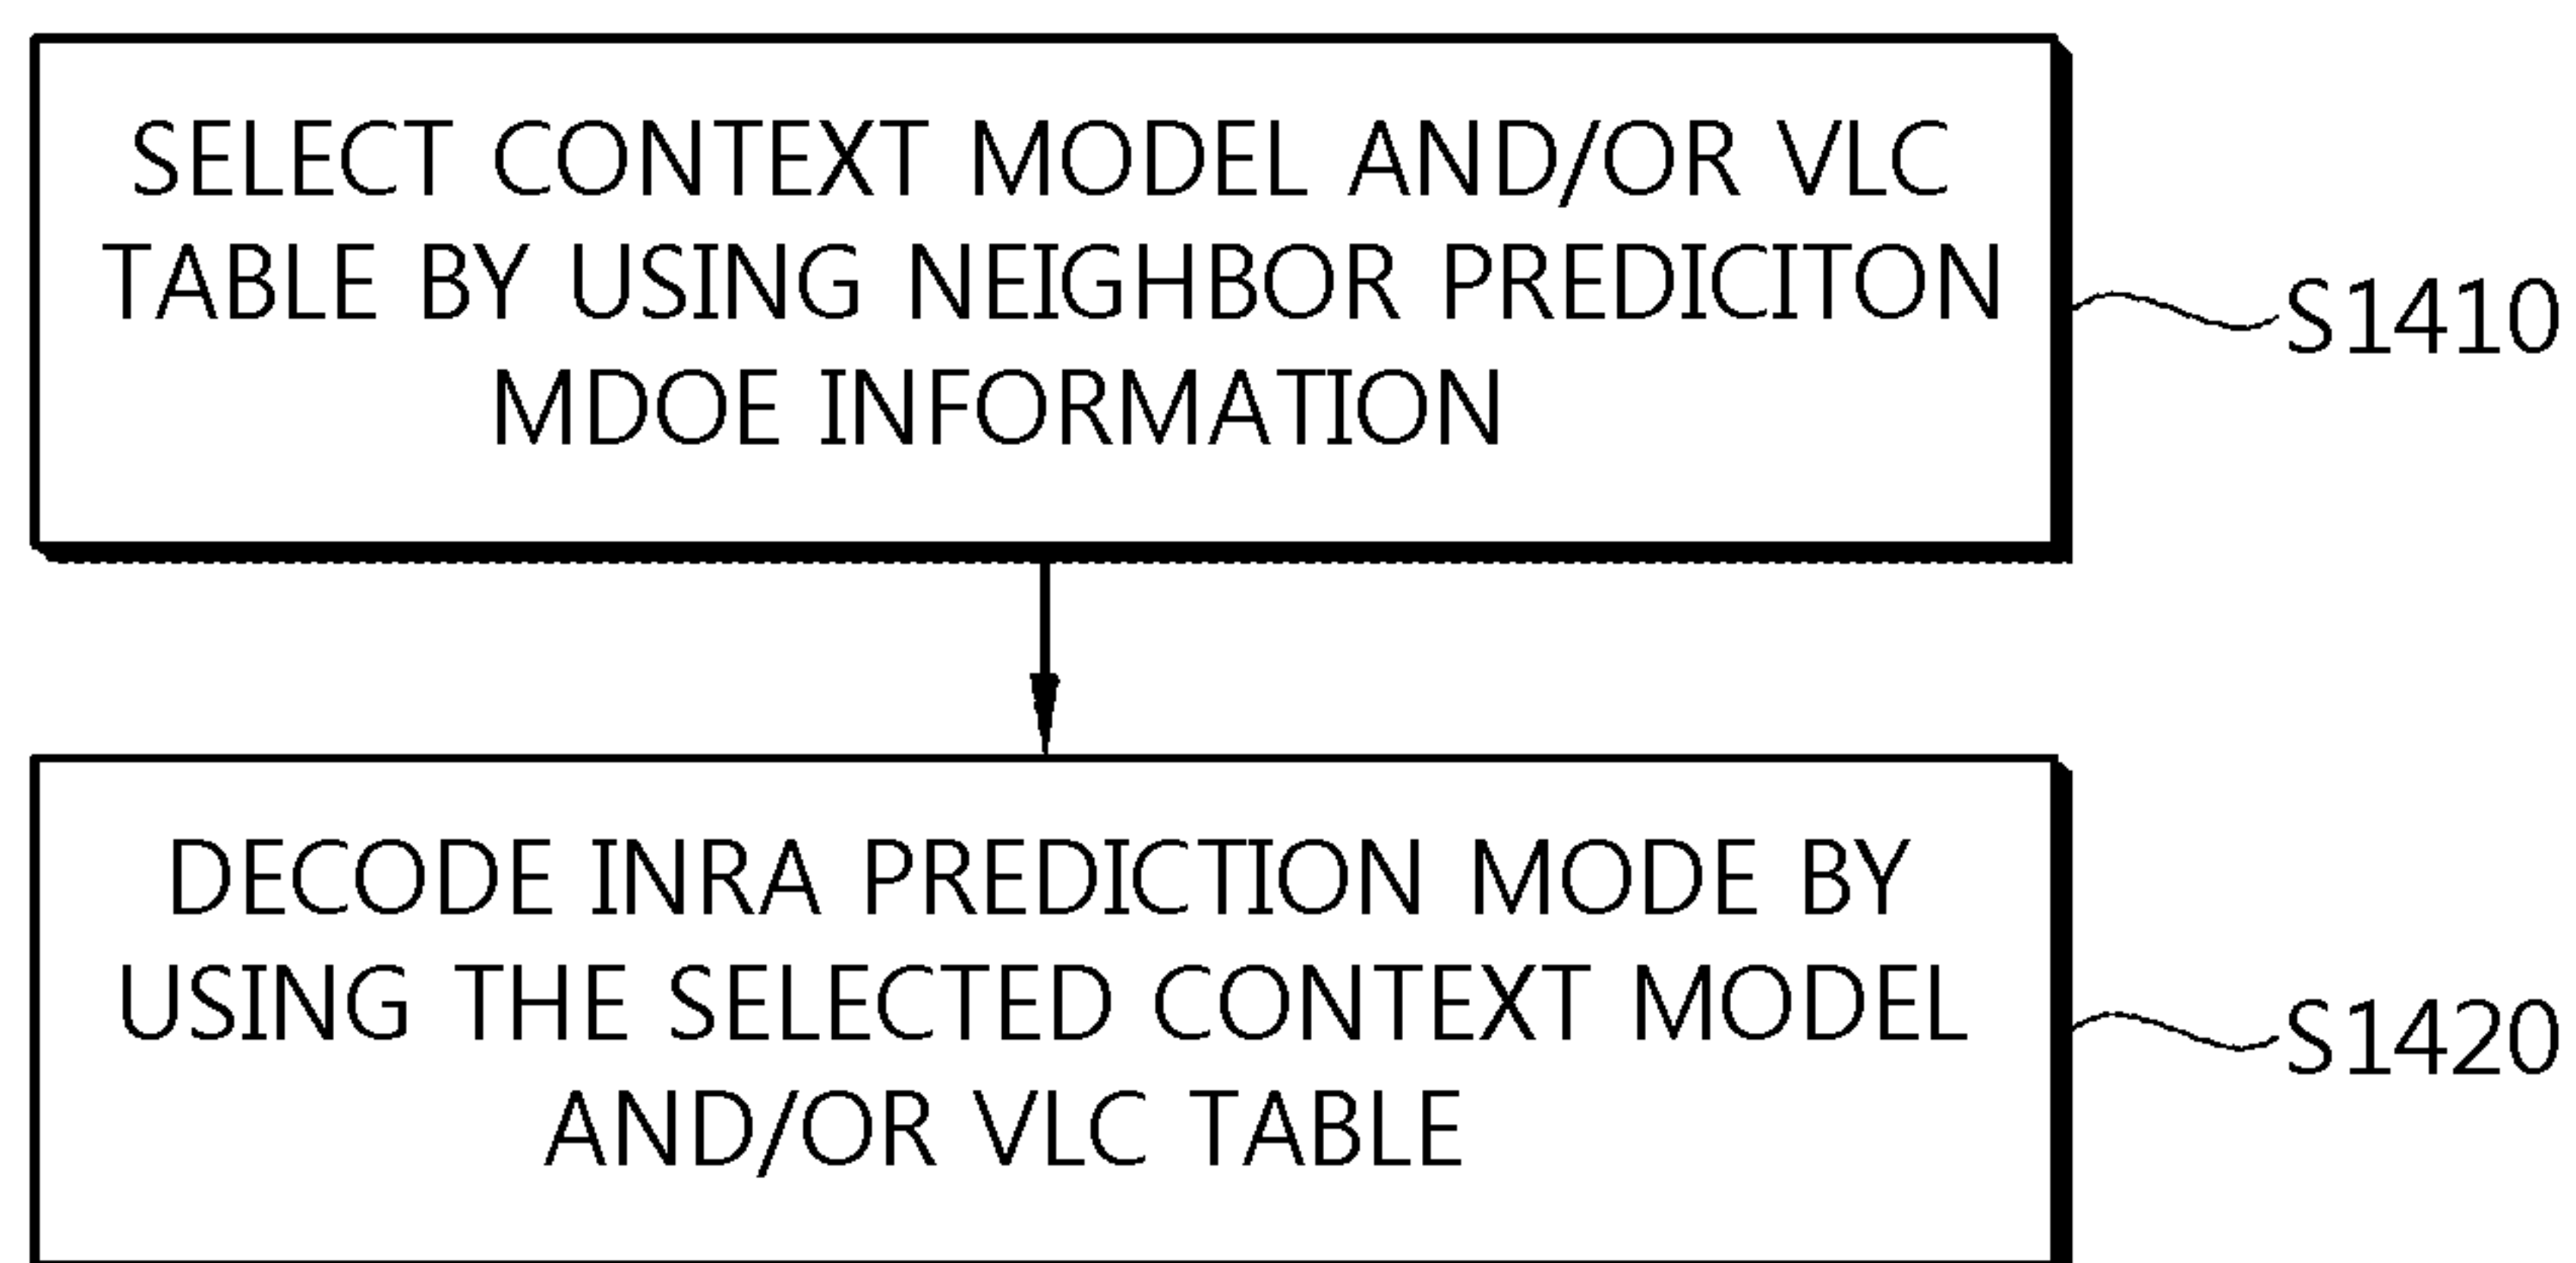 SELECT CONTEXT MODEL AND/OR VLC
TABLE BY USING NEIGHBOR PREDICITON
MDOE INFORMATION
S1410
DECODE INRA PREDICTION MODE BY
USING THE SELECTED CONTEXT MODEL
AND/OR VLC TABLE
S1420